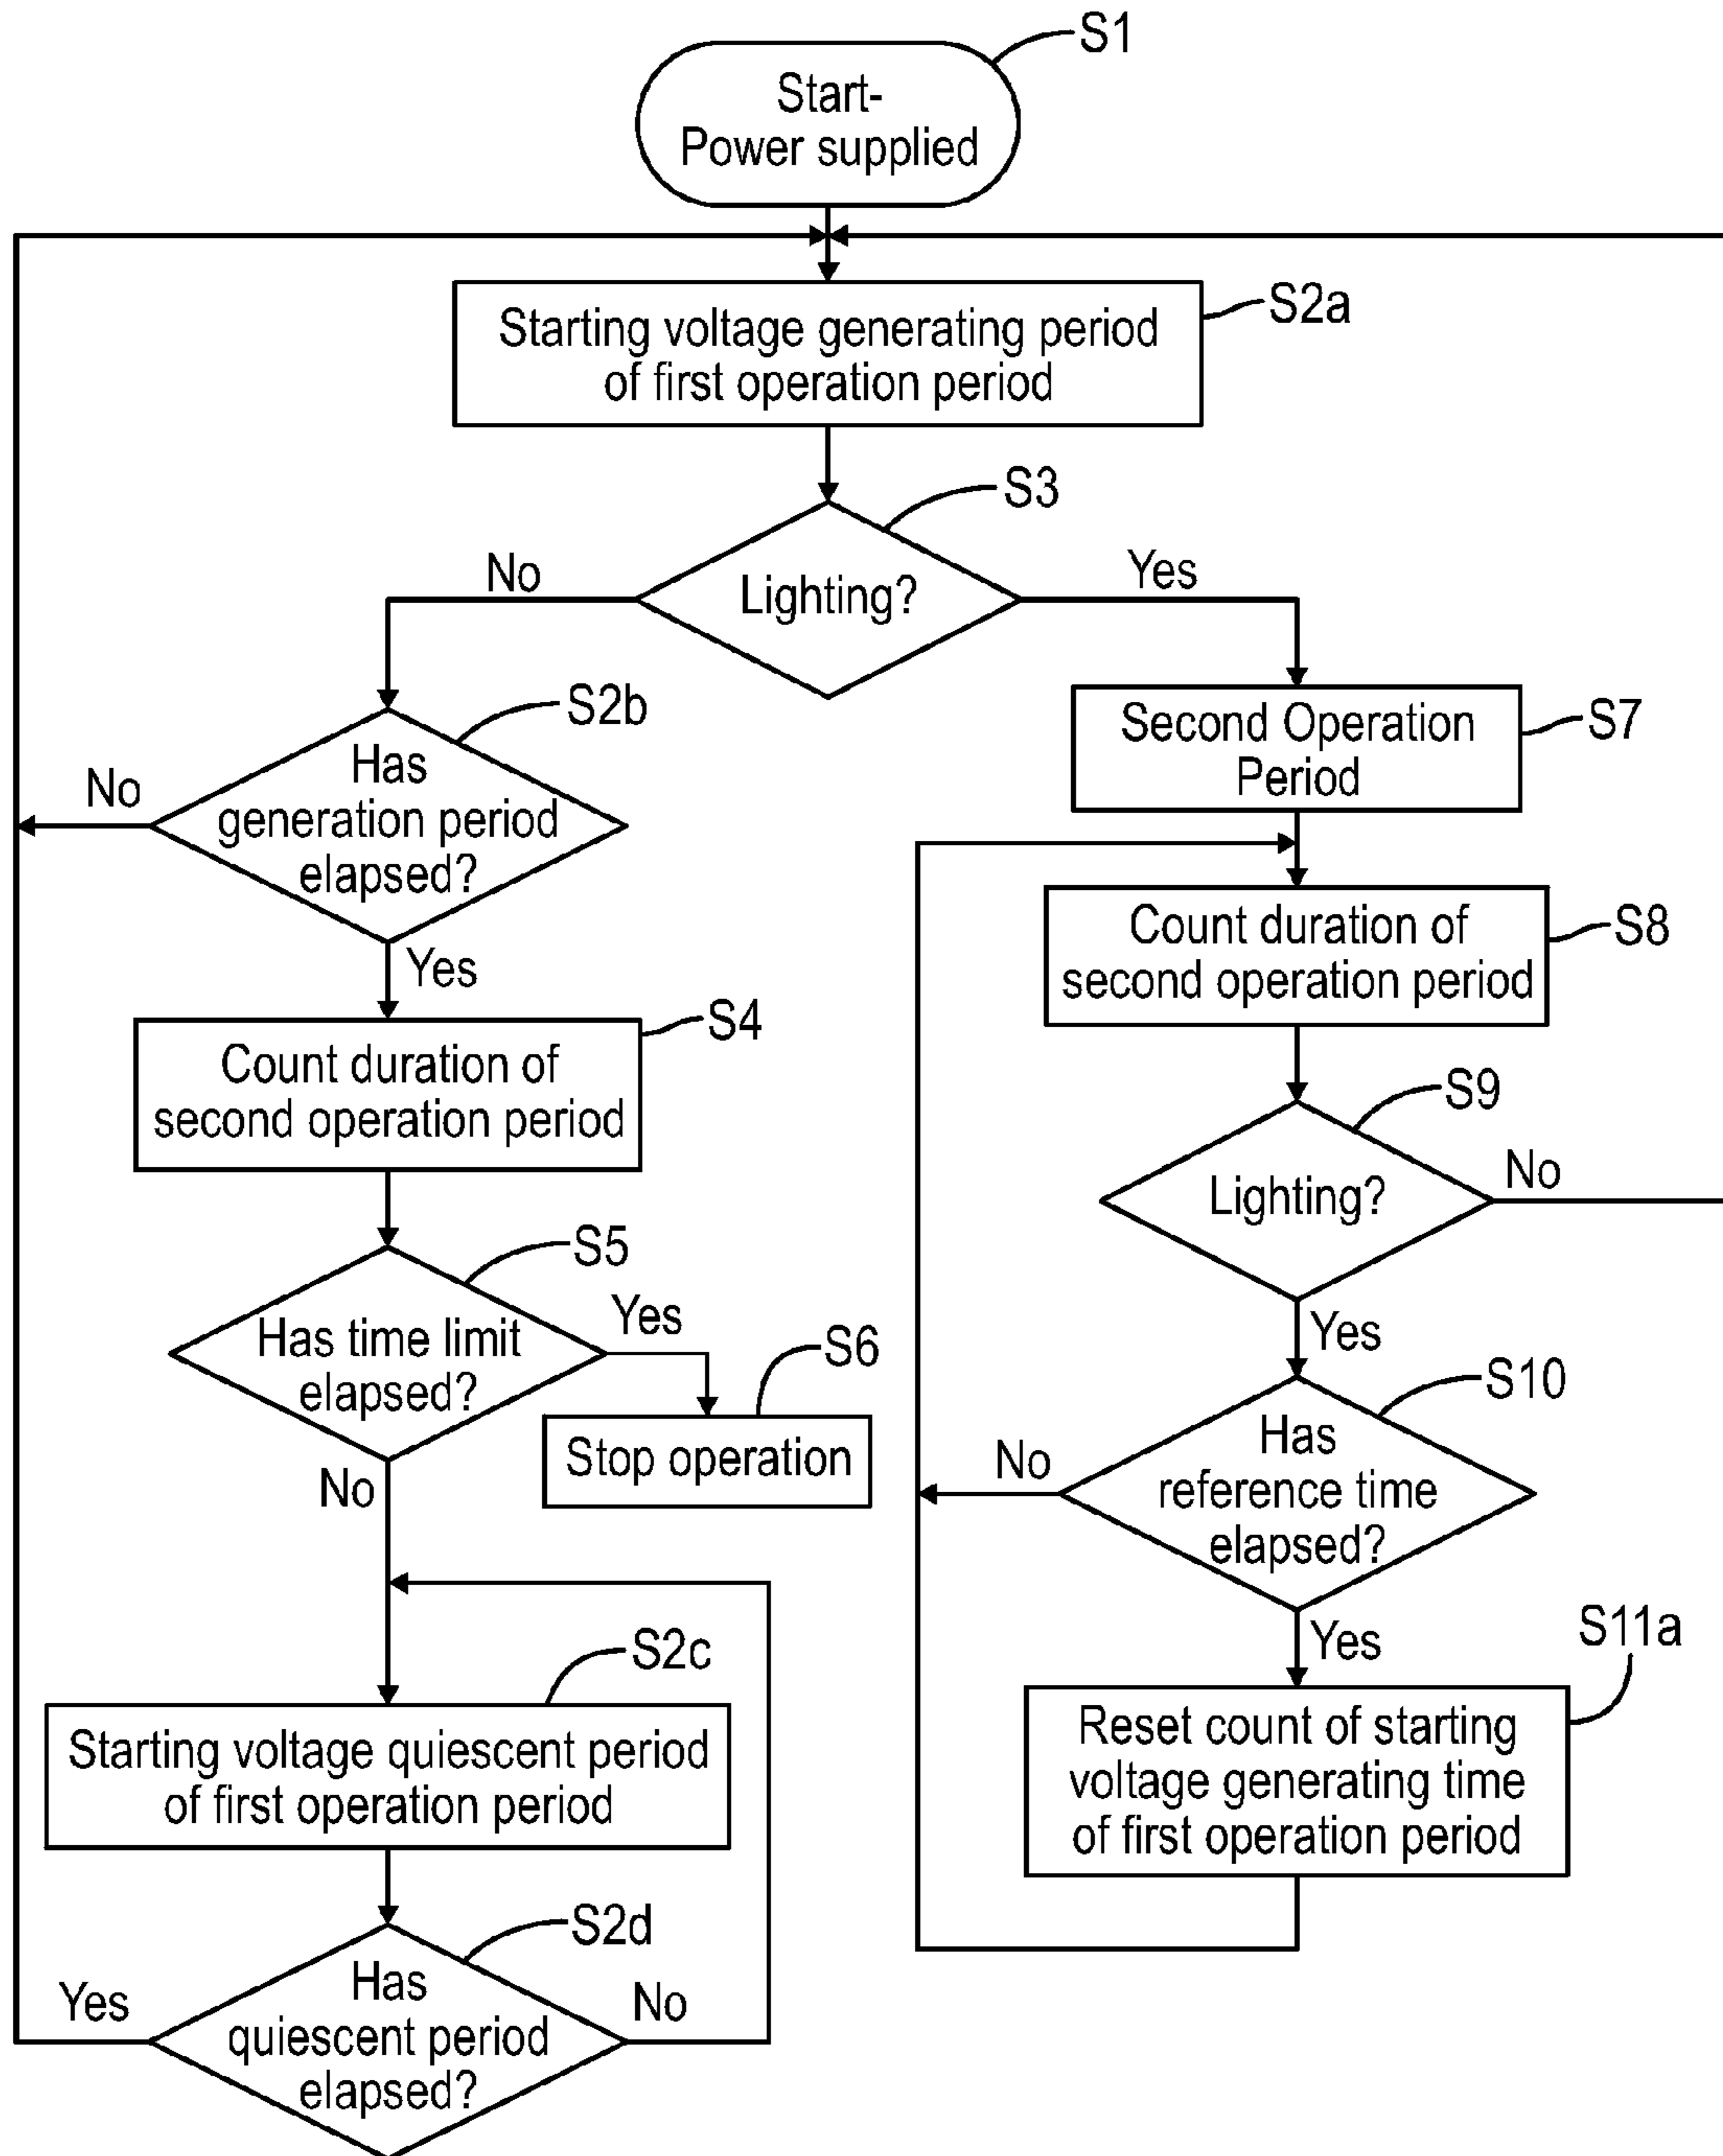 S1
Start-
Power supplied
S2a
Starting voltage generating period
of first operation period
S3
Lighting?
No
Yes
S2b
Has
generation period
elapsed?
No
Yes
S7
Second Operation
Period
S8
Count duration of
second operation period
S4
Count duration of
second operation period
S9
Lighting?
No
Yes
S5
Has time limit
elapsed?
Yes
No
S6
Stop operation
S10
Has
reference time
elapsed?
No
Yes
S11a
Reset count of starting
voltage generating time
of first operation period
S2c
Starting voltage quiescent period
of first operation period
S2d
Has
quiescent period
elapsed?
Yes
No